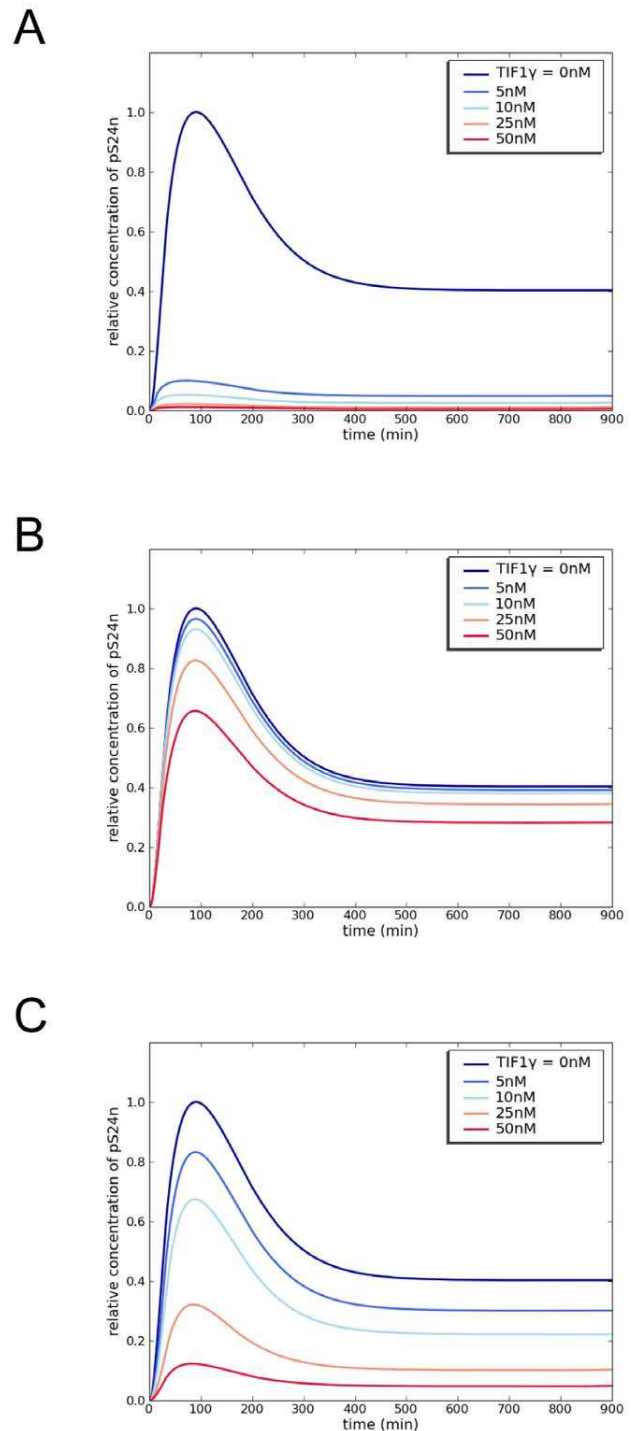 A
TIF1γ = 0nM
5nM
10nM
25nM
50nM
relative concentration of pS24n
1.0
0.8
0.6
0.4
0.2
0.0
0 100 200 300 400 500 600 700 800 900
time (min)
B
TIF1γ = 0nM
5nM
10nM
25nM
50nM
relative concentration of pS24n
1.0
0.8
0.6
0.4
0.2
0.0
0 100 200 300 400 500 600 700 800 900
time (min)
C
TIF1γ = 0nM
5nM
10nM
25nM
50nM
relative concentration of pS24n
1.0
0.8
0.6
0.4
0.2
0.0
0 100 200 300 400 500 600 700 800 900
time (min)